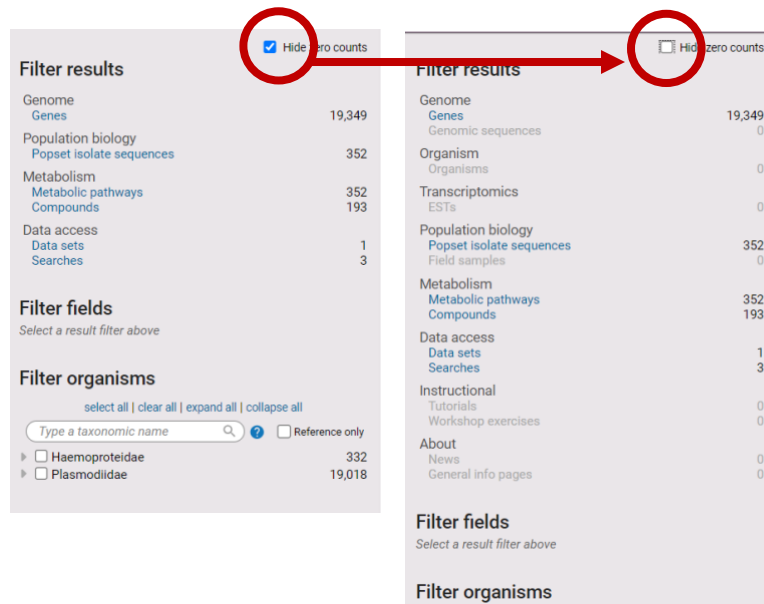 Hide zero counts
Filter results
Genome
Genes 19,349
Population biology
Popset isolate sequences 352
Metabolism
Metabolic pathways 352
Compounds 193
Data access
Data sets 1
Searches 3
Filter fields
Select a result filter above
Filter organisms
select all | clear all | expand all | collapse all
Type a taxonomic name Reference only
Haemoproteidae 332
Plasmodiidae 19,018
Hide zero counts
Filter results
Genome
Genes 19,349
Genomic sequences 0
Organism
Organisms 0
Transcriptomics
ESTs 0
Population biology
Popset isolate sequences 352
Field samples 0
Metabolism
Metabolic pathways 352
Compounds 193
Data access
Data sets 1
Searches 3
Instructional
Tutorials 0
Workshop exercises 0
About
News 0
General info pages 0
Filter fields
Select a result filter above
Filter organisms